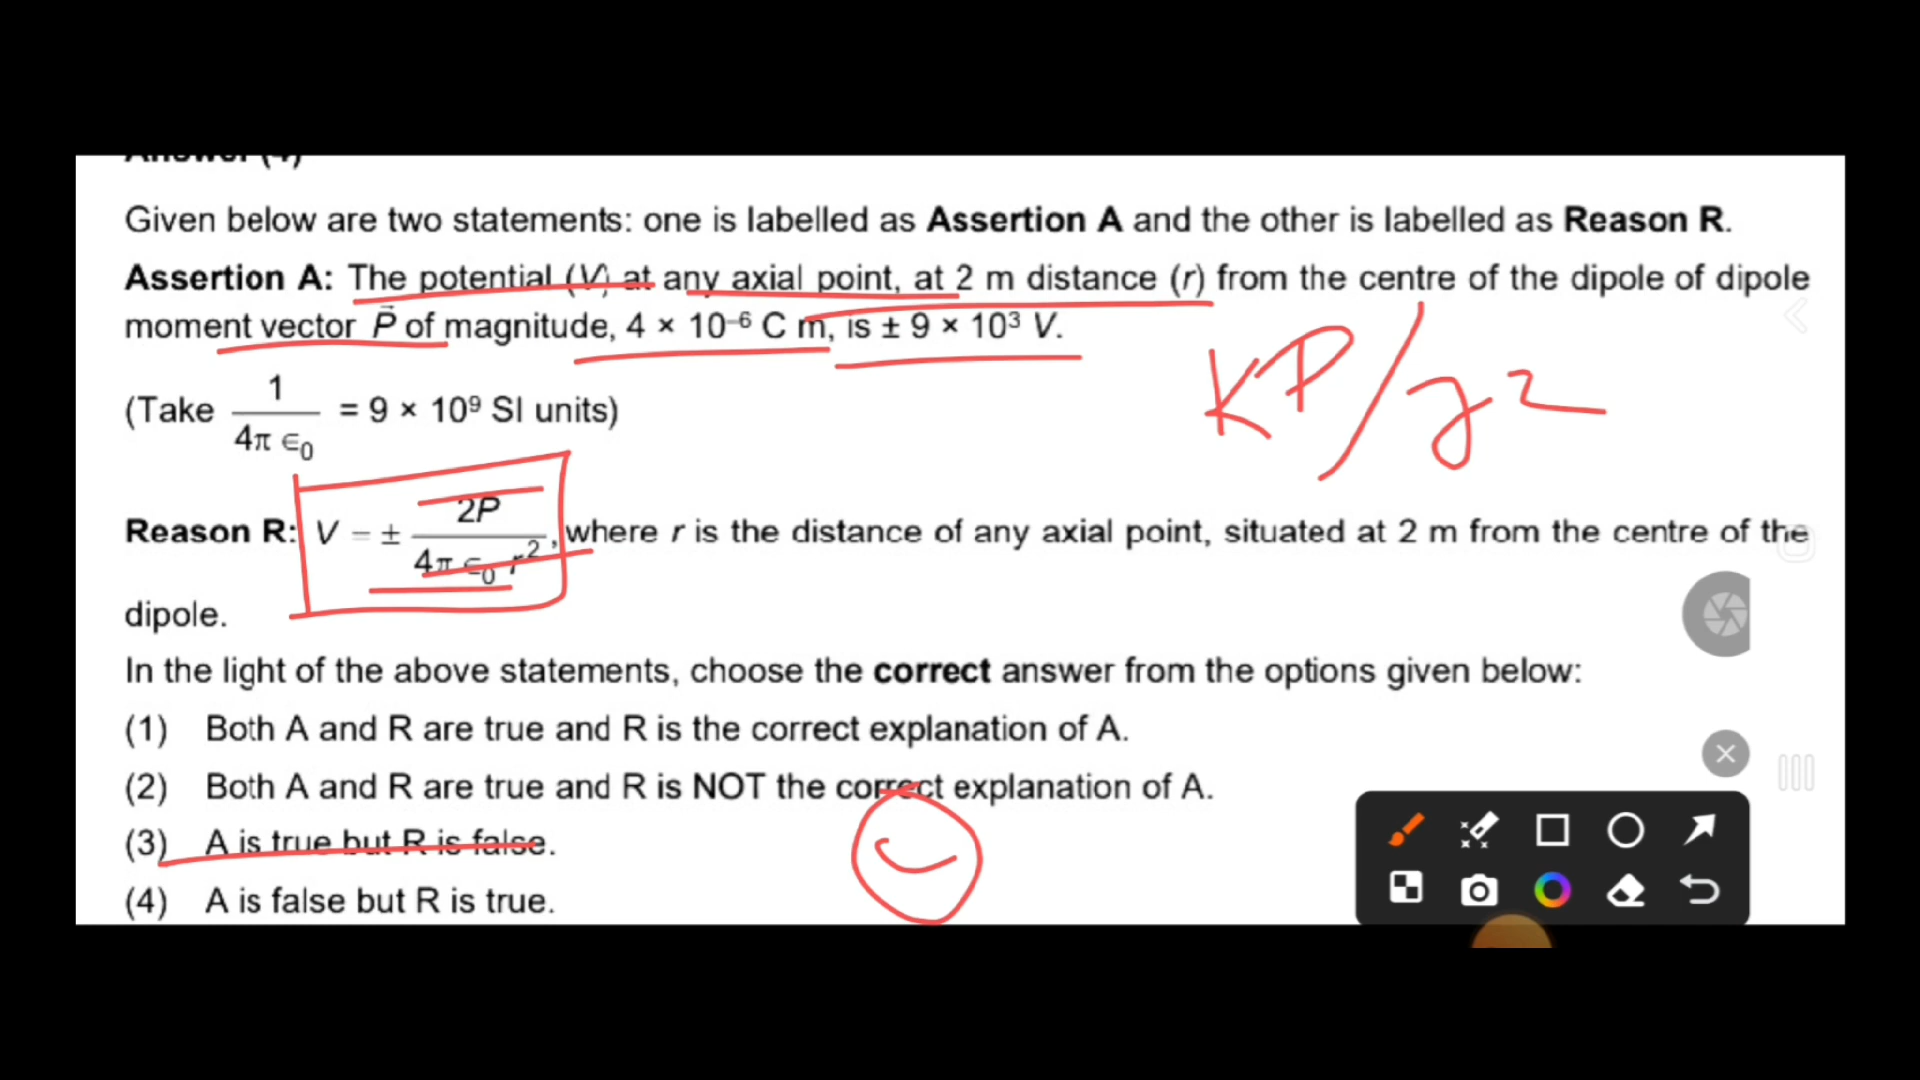 Answer (4)
Given below are two statements: one is labelled as Assertion A and the other is labelled as Reason R.
Assertion A: The potential (V) at any axial point, at 2 m distance (r) from the centre of the dipole of dipole
moment vector P⃗ of magnitude, 4 × 10⁻⁶ C m, is ± 9 × 10³ V.
(Take 1/(4π ∈₀) = 9 × 10⁹ SI units)
KP/r²
Reason R: V = ± 2P/(4π ∈₀ r²), where r is the distance of any axial point, situated at 2 m from the centre of the
dipole.
In the light of the above statements, choose the correct answer from the options given below:
(1) Both A and R are true and R is the correct explanation of A.
(2) Both A and R are true and R is NOT the correct explanation of A.
(3) A is true but R is false.
(4) A is false but R is true.